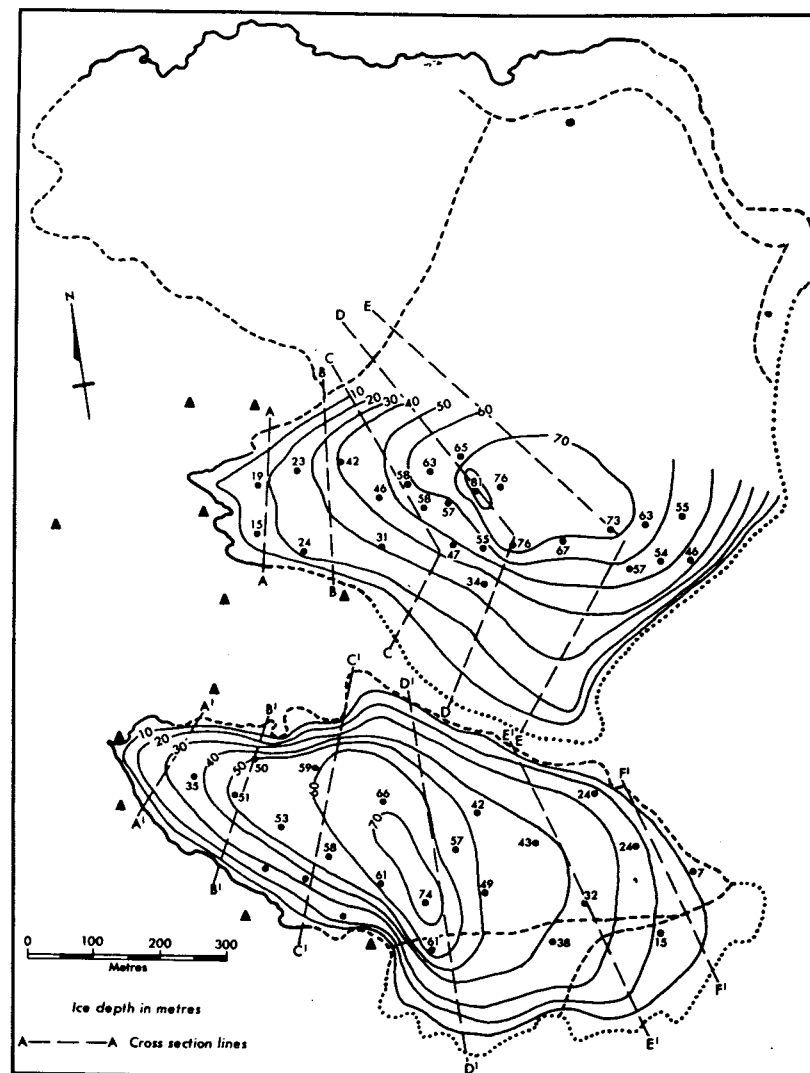 N
E
D
C
B
A
10 20 30 40 50
60
70
65
42 63
19 23 58 76
81
46 58 57
73 63 55
15
24 31 47 55 76 67
57 54 46
34
A
B
C
D
E
C' D'
A' B'
E'
F'
10 20 30 40 50 50 59
60
35 51 66 42 24
53 70 57 43 24
58
61 49 7
74 32
61 38 15
A'
B'
C'
D'
E'
F'
0 100 200 300
Metres
Ice depth in metres
A — — — A Cross section lines